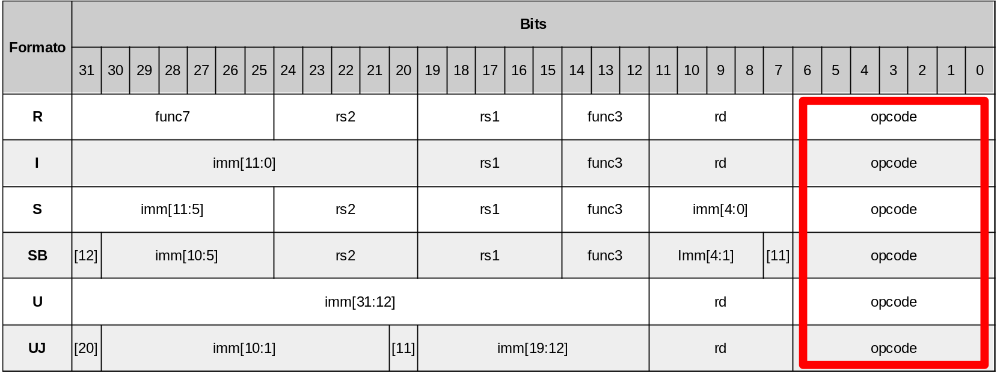 Formato Bits
31 30 29 28 27 26 25 24 23 22 21 20 19 18 17 16 15 14 13 12 11 10 9 8 7 6 5 4 3 2 1 0
R func7 rs2 rs1 func3 rd opcode
I imm[11:0] rs1 func3 rd opcode
S imm[11:5] rs2 rs1 func3 imm[4:0] opcode
SB [12] imm[10:5] rs2 rs1 func3 Imm[4:1] [11] opcode
U imm[31:12] rd opcode
UJ [20] imm[10:1] [11] imm[19:12] rd opcode